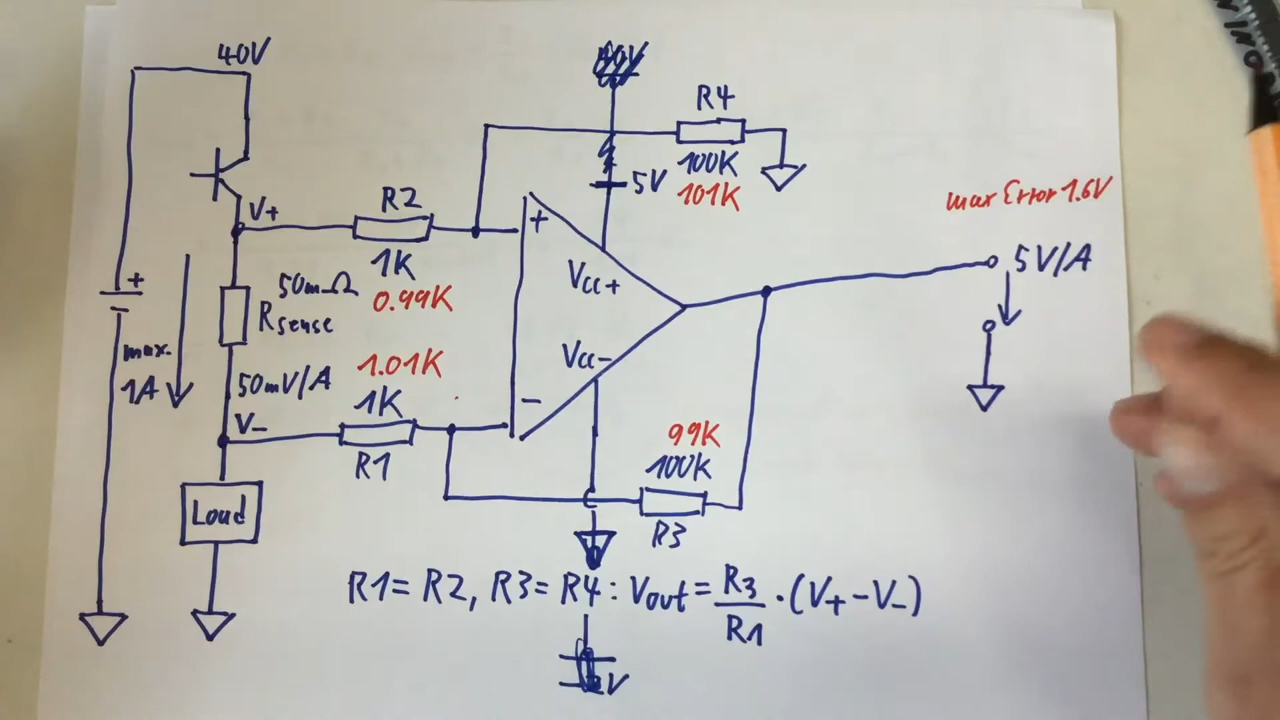 40V
R4
100K
101K
5V
max Error 1.6V
V+
R2
+
1K
0.99K
Vcc+
5V/A
+
50mΩ
Rsense
max.
1A
50mV/A
1.01K
1K
Vcc-
-
V-
R1
99K
100K
R3
Load
R1= R2, R3= R4: Vout= R3/R1 · (V+ - V-)